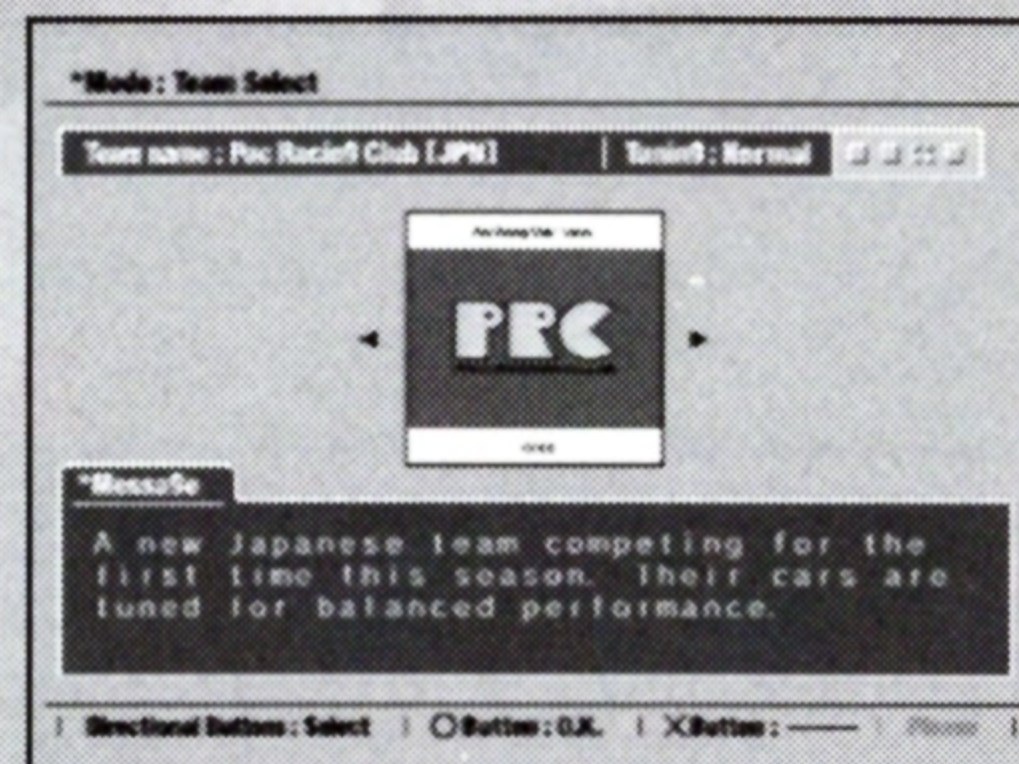 *Mode : Team Select
Team name : Pac Racing Club [JPN] | Tuning : Normal
PRC
*Message
A new Japanese team competing for the
first time this season. Their cars are
tuned for balanced performance.
Directional Buttons : Select | ○Button : O.K. | ×Button : ——